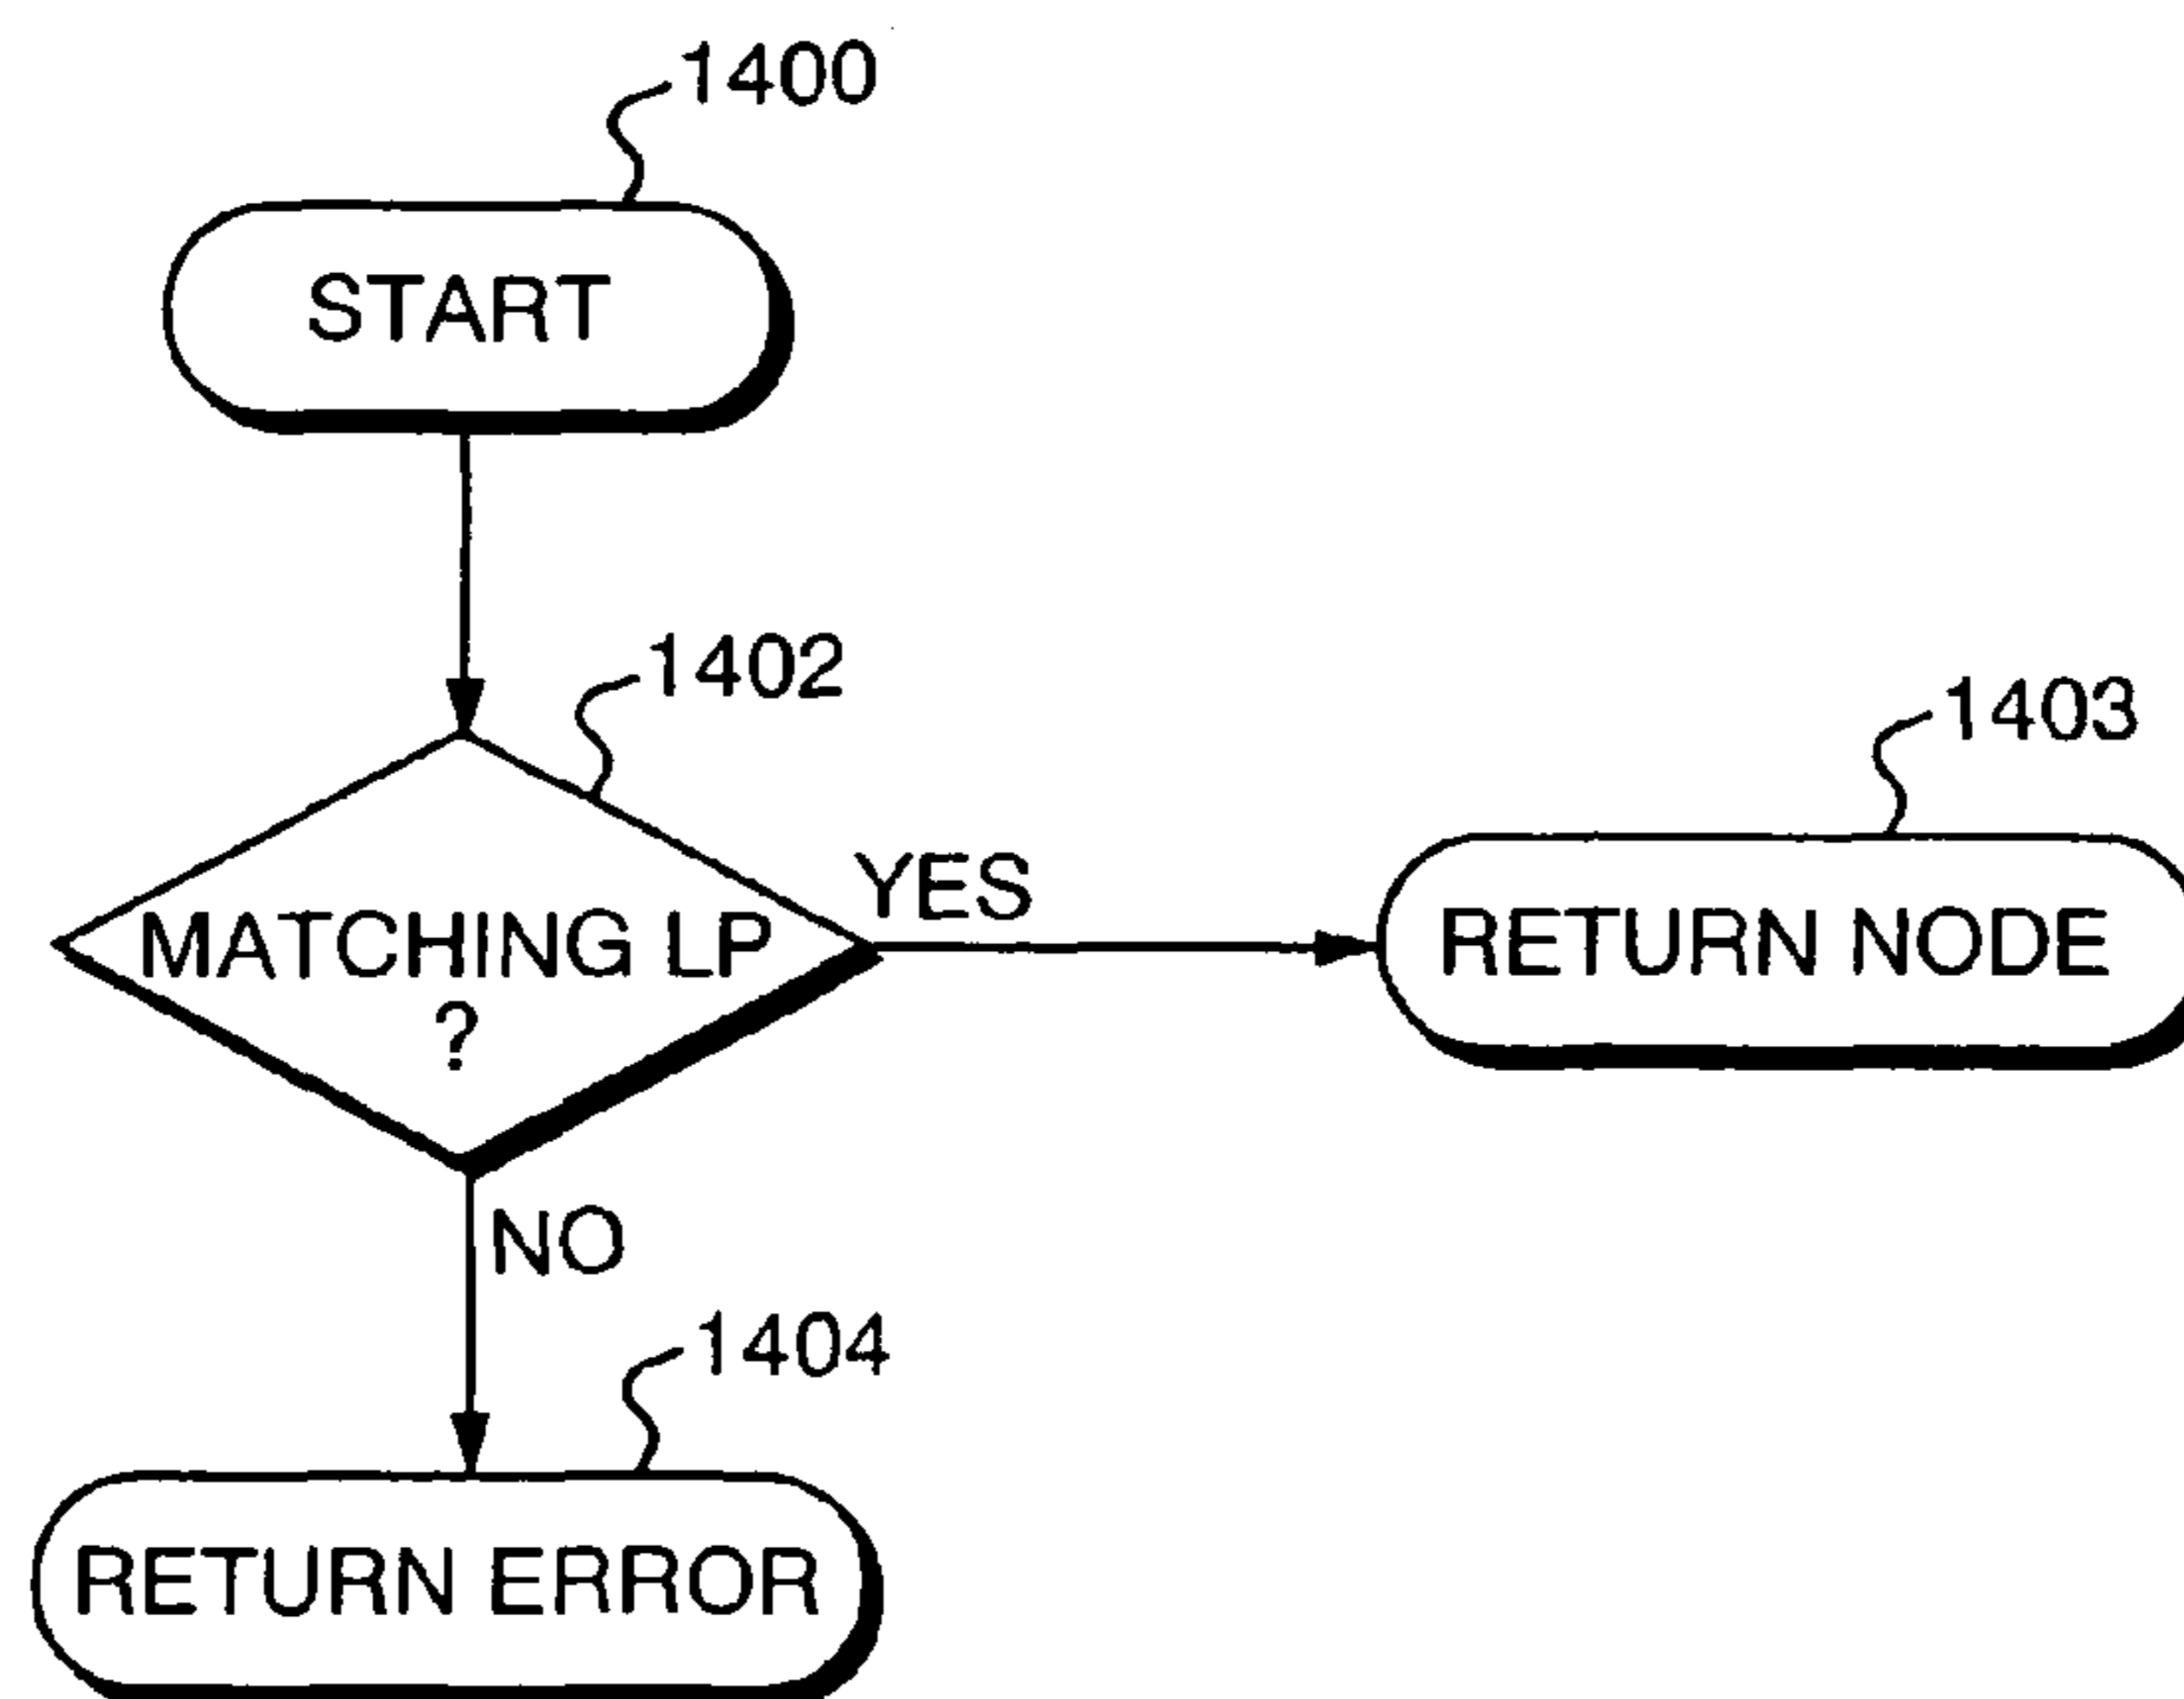 1400
START
1402
1403
YES
MATCHING LP
?
RETURN NODE
NO
1404
RETURN ERROR